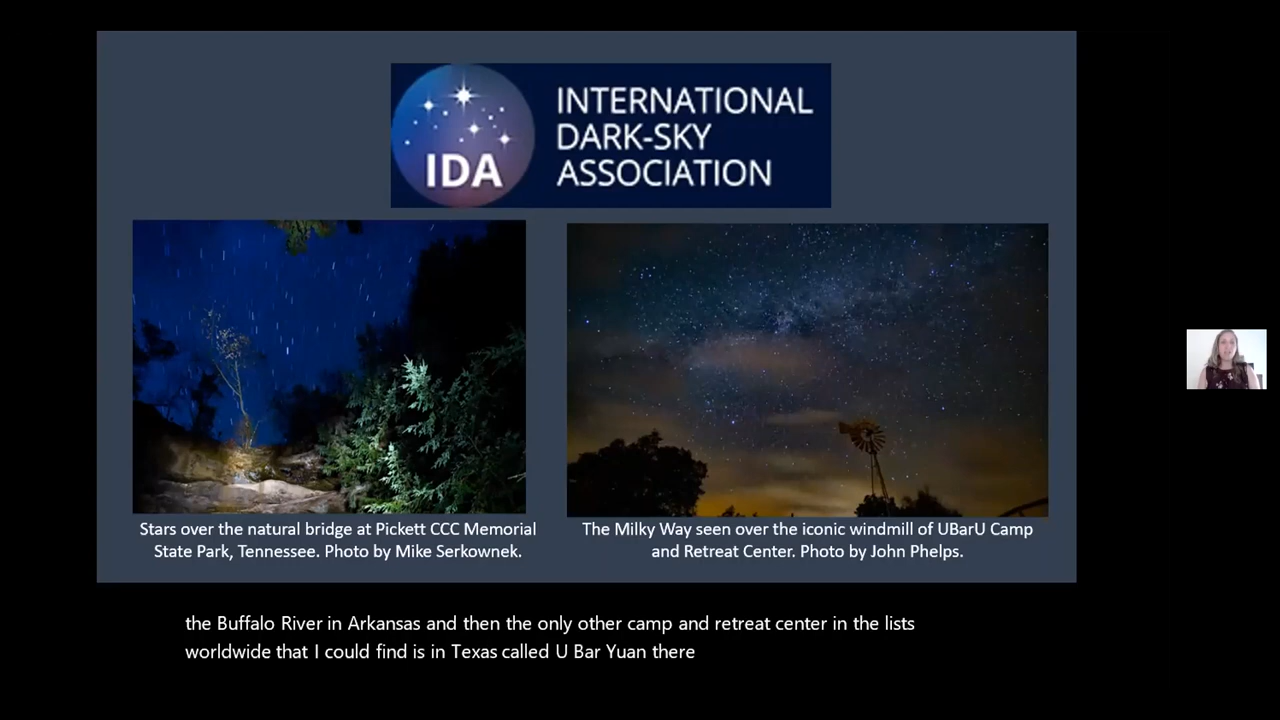 IDA
INTERNATIONAL
DARK-SKY
ASSOCIATION
Stars over the natural bridge at Pickett CCC Memorial
State Park, Tennessee. Photo by Mike Serkownek.
The Milky Way seen over the iconic windmill of UBarU Camp
and Retreat Center. Photo by John Phelps.
the Buffalo River in Arkansas and then the only other camp and retreat center in the lists
worldwide that I could find is in Texas called U Bar Yuan there